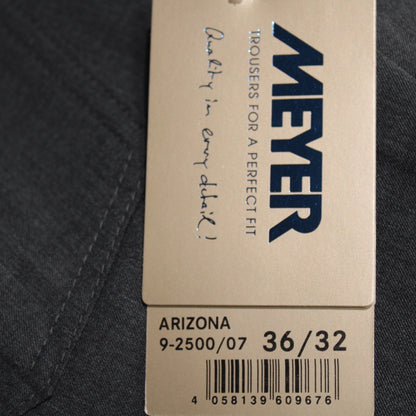 MEYER
TROUSERS FOR A PERFECT FIT
Quality in every detail!
ARIZONA
9-2500/07 36/32
4 058139 609676